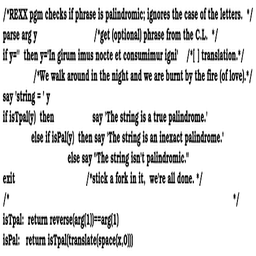 /*REXX pgm checks if phrase is palindromic; ignores the case of the letters. */
parse arg y /*get (optional) phrase from the C.L. */
if y='' then y='In girum imus nocte et consumimur igni' /*[ ] translation.*/
/*We walk around in the night and we are burnt by the fire (of love).*/
say 'string = ' y
if isTpal(y) then say 'The string is a true palindrome.'
else if isPal(y) then say 'The string is an inexact palindrome.'
else say "The string isn't palindromic."
exit /*stick a fork in it, we're all done. */
/* */
isTpal: return reverse(arg(1))==arg(1)
isPal: return isTpal(translate(space(x,0)))